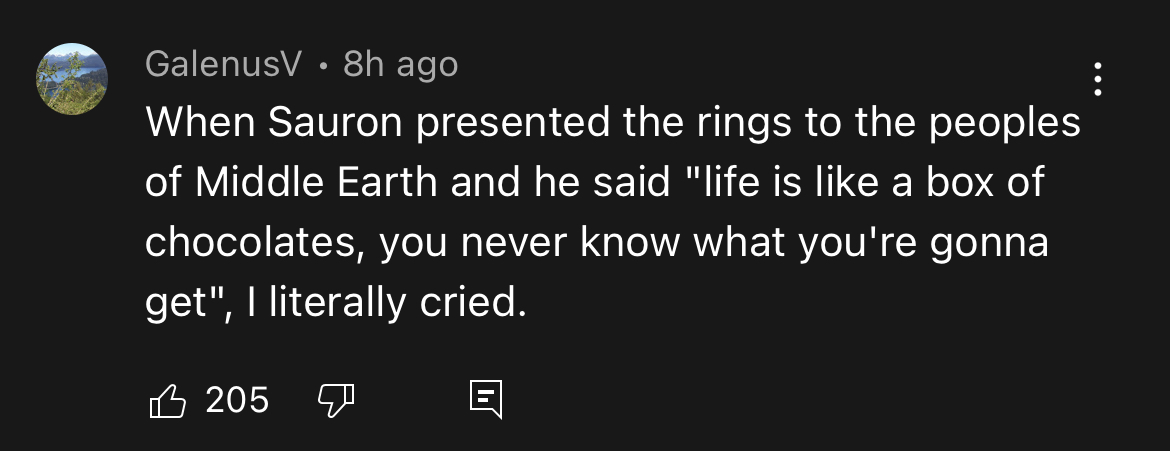 GalenusV • 8h ago
When Sauron presented the rings to the peoples
of Middle Earth and he said "life is like a box of
chocolates, you never know what you're gonna
get", I literally cried.
205